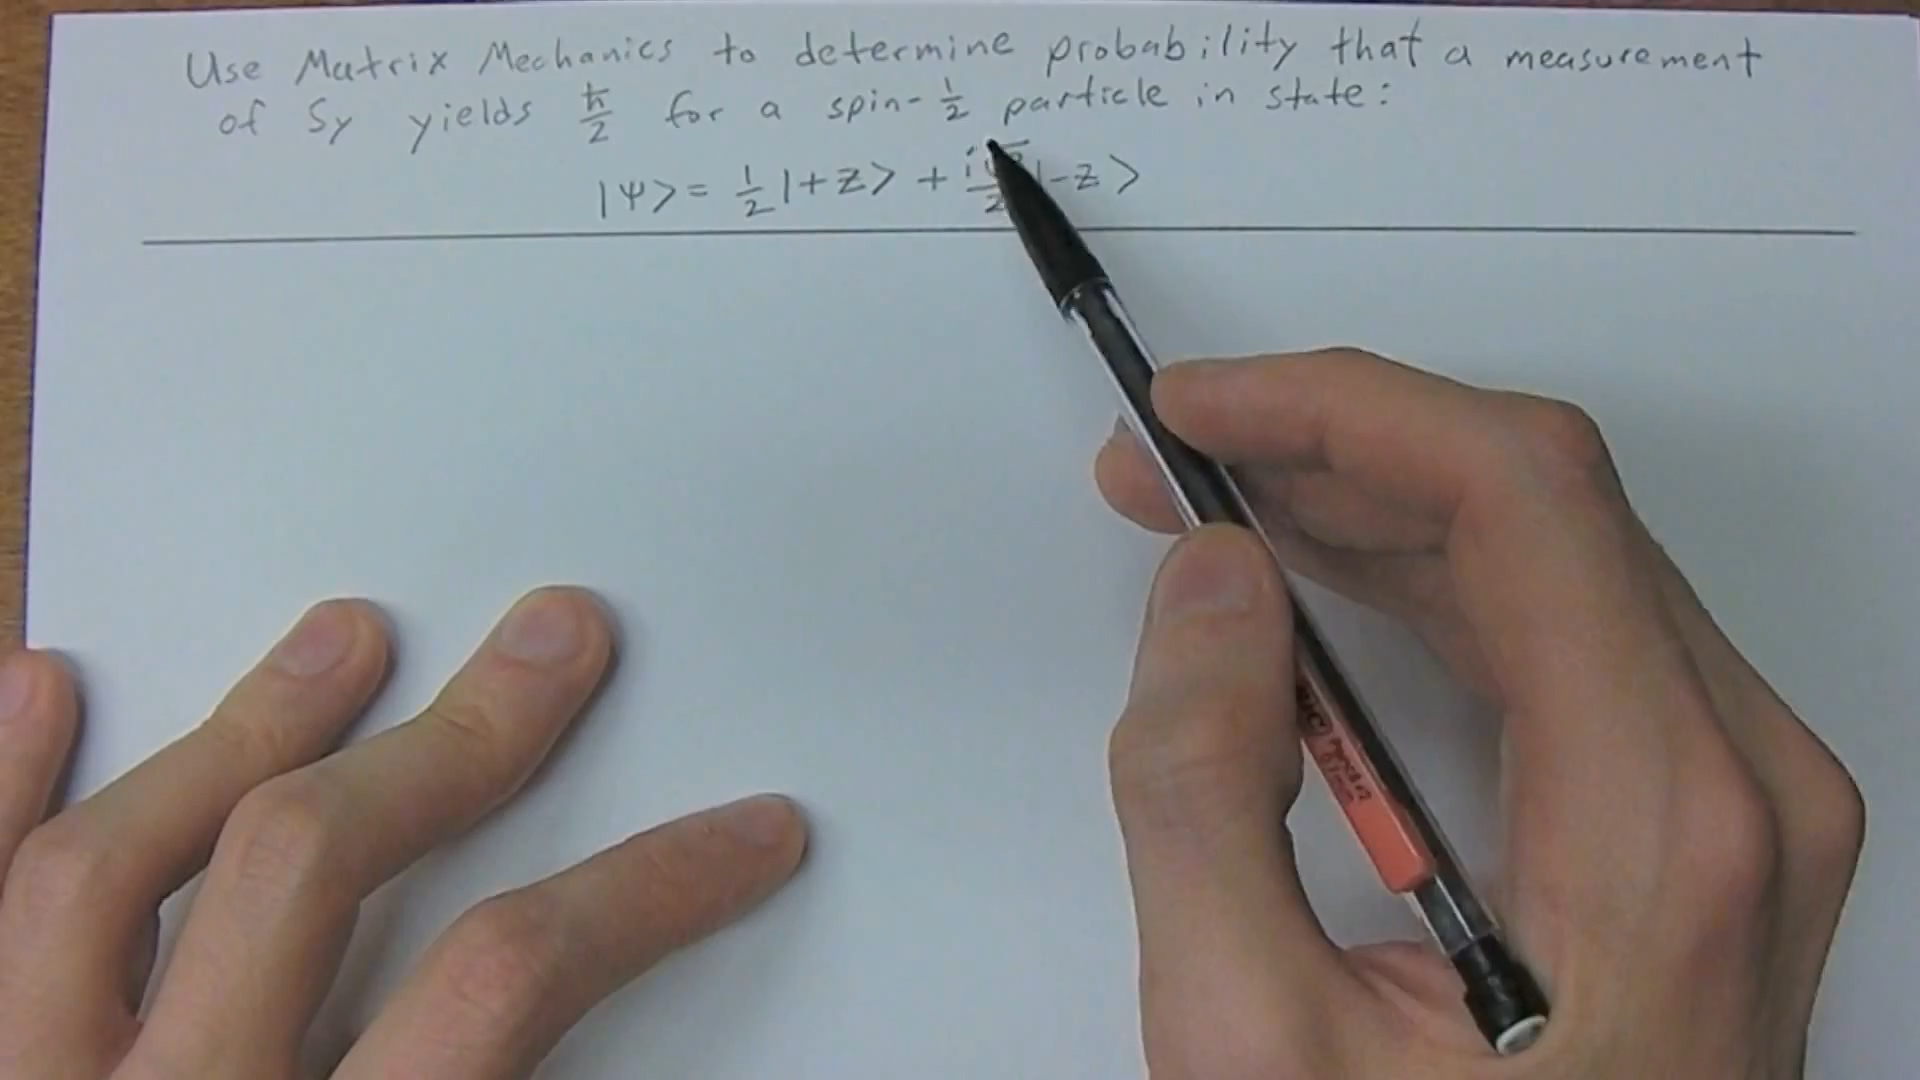 Use Matrix Mechanics to determine probability that a measurement
of Sy yields ℏ/2 for a spin-1/2 particle in state:
|Ψ> = 1/2 |+z> + i√ /2 |-z>
BIC